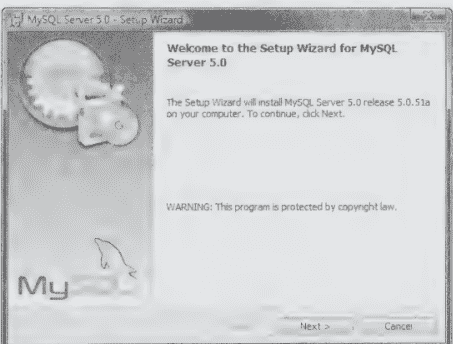 MySQL Server 5.0 - Setup Wizard
Welcome to the Setup Wizard for MySQL
Server 5.0
The Setup Wizard will install MySQL Server 5.0 release 5.0.51a
on your computer. To continue, click Next.
WARNING: This program is protected by copyright law.
MySQL
Next >
Cancel